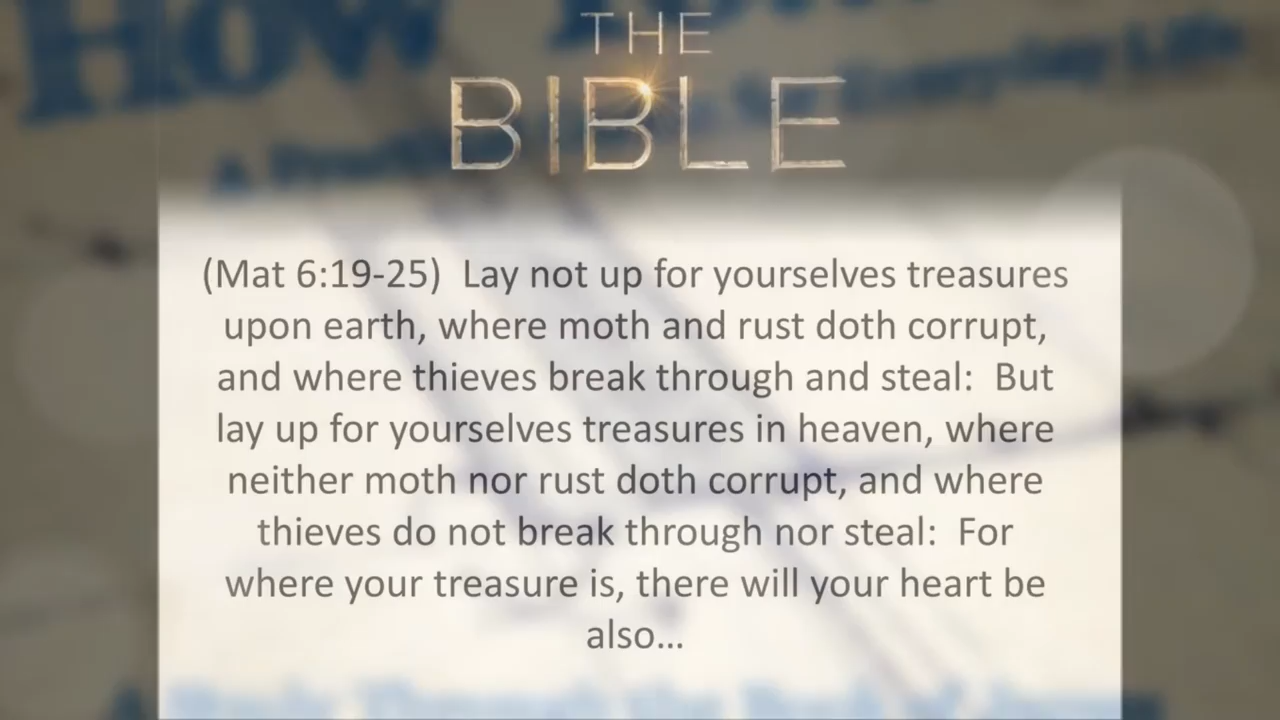 How
THE
BIBLE
(Mat 6:19-25)  Lay not up for yourselves treasures
upon earth, where moth and rust doth corrupt,
and where thieves break through and steal:  But
lay up for yourselves treasures in heaven, where
neither moth nor rust doth corrupt, and where
thieves do not break through nor steal:  For
where your treasure is, there will your heart be
also...